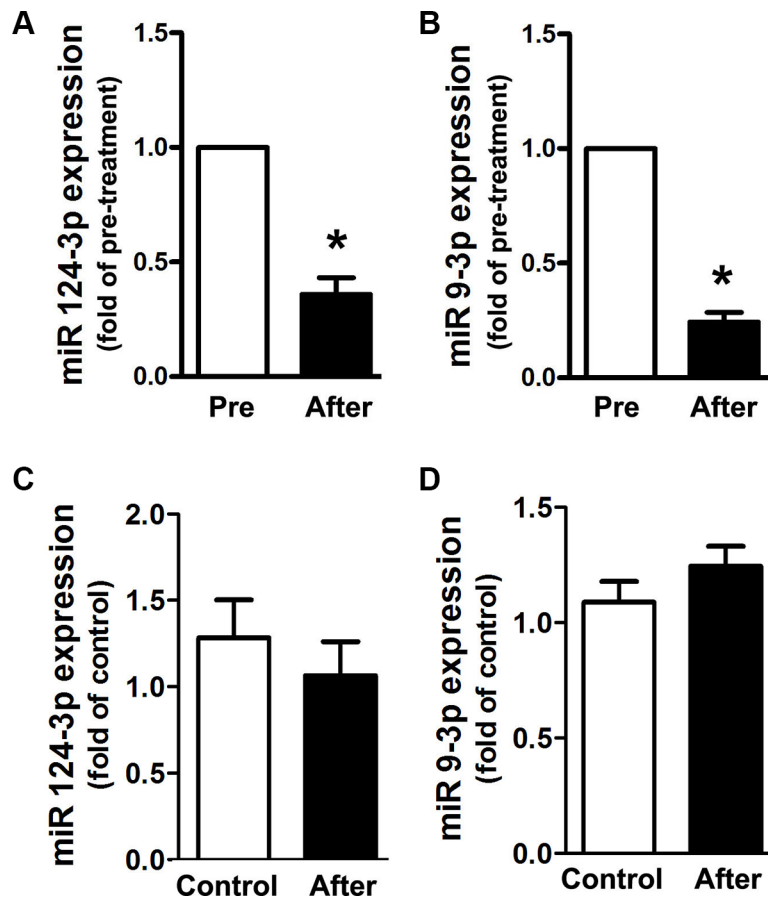 A
miR 124-3p expression
(fold of pre-treatment)
1.5
1.0
0.5
0.0
*
Pre After
B
miR 9-3p expression
(fold of pre-treatment)
1.5
1.0
0.5
0.0
*
Pre After
C
miR 124-3p expression
(fold of control)
2.0
1.5
1.0
0.5
0.0
Control After
D
miR 9-3p expression
(fold of control)
1.5
1.0
0.5
0.0
Control After